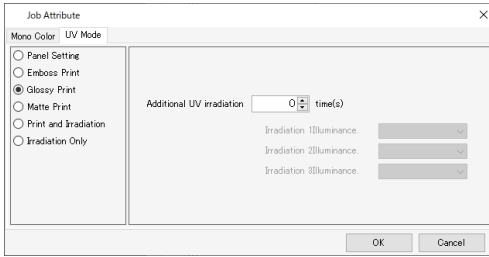 Job Attribute
Mono Color UV Mode
Panel Setting
Emboss Print
Glossy Print
Matte Print
Print and Irradiation
Irradiation Only
Additional UV irradiation 0 time(s)
Irradiation 1Illuminance.
Irradiation 2Illuminance.
Irradiation 3Illuminance.
OK Cancel